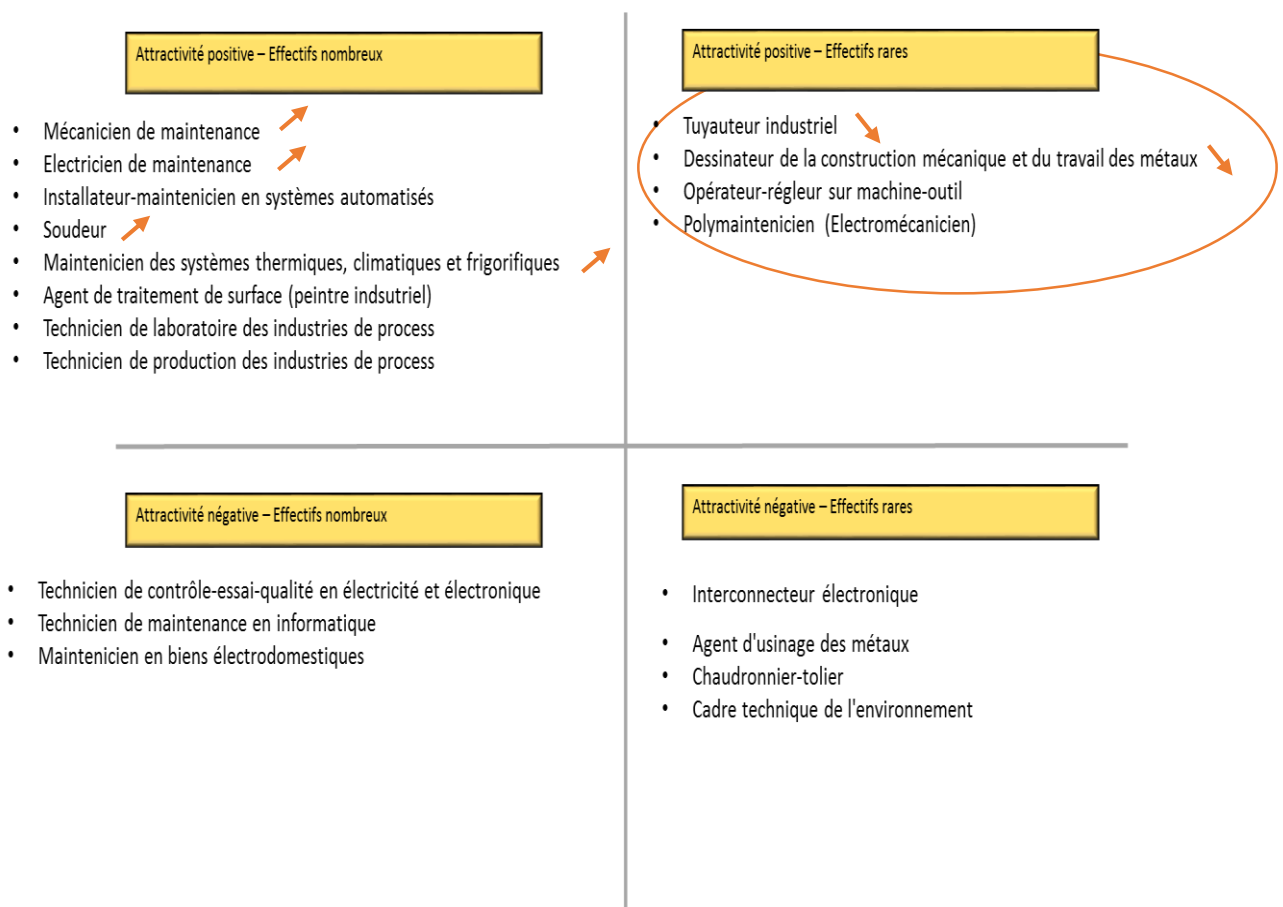 Attractivité positive – Effectifs nombreux
• Mécanicien de maintenance
• Electricien de maintenance
• Installateur-maintenicien en systèmes automatisés
• Soudeur
• Maintenicien des systèmes thermiques, climatiques et frigorifiques
• Agent de traitement de surface (peintre indsutriel)
• Technicien de laboratoire des industries de process
• Technicien de production des industries de process
Attractivité positive – Effectifs rares
• Tuyauteur industriel
• Dessinateur de la construction mécanique et du travail des métaux
• Opérateur-régleur sur machine-outil
• Polymaintenicien (Electromécanicien)
Attractivité négative – Effectifs nombreux
• Technicien de contrôle-essai-qualité en électricité et électronique
• Technicien de maintenance en informatique
• Maintenicien en biens électrodomestiques
Attractivité négative – Effectifs rares
• Interconnecteur électronique
• Agent d'usinage des métaux
• Chaudronnier-tolier
• Cadre technique de l'environnement